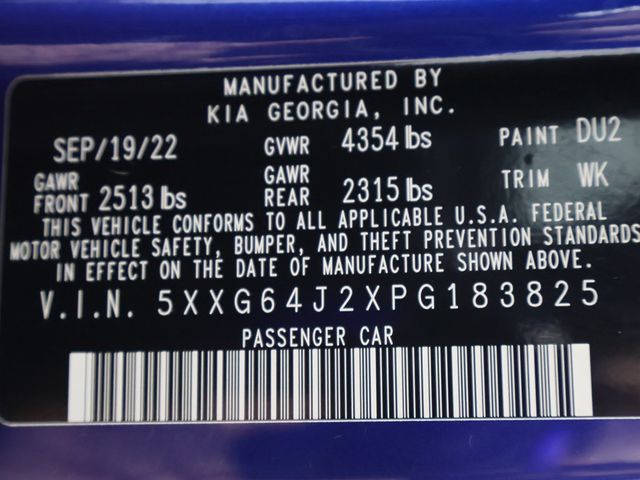 MANUFACTURED BY
KIA GEORGIA, INC.
SEP/19/22 GVWR 4354 lbs PAINT DU2
GAWR FRONT 2513 lbs GAWR REAR 2315 lbs TRIM WK
THIS VEHICLE CONFORMS TO ALL APPLICABLE U.S.A. FEDERAL
MOTOR VEHICLE SAFETY, BUMPER, AND THEFT PREVENTION STANDARDS
IN EFFECT ON THE DATE OF MANUFACTURE SHOWN ABOVE.
V.I.N. 5XXG64J2XPG183825
PASSENGER CAR